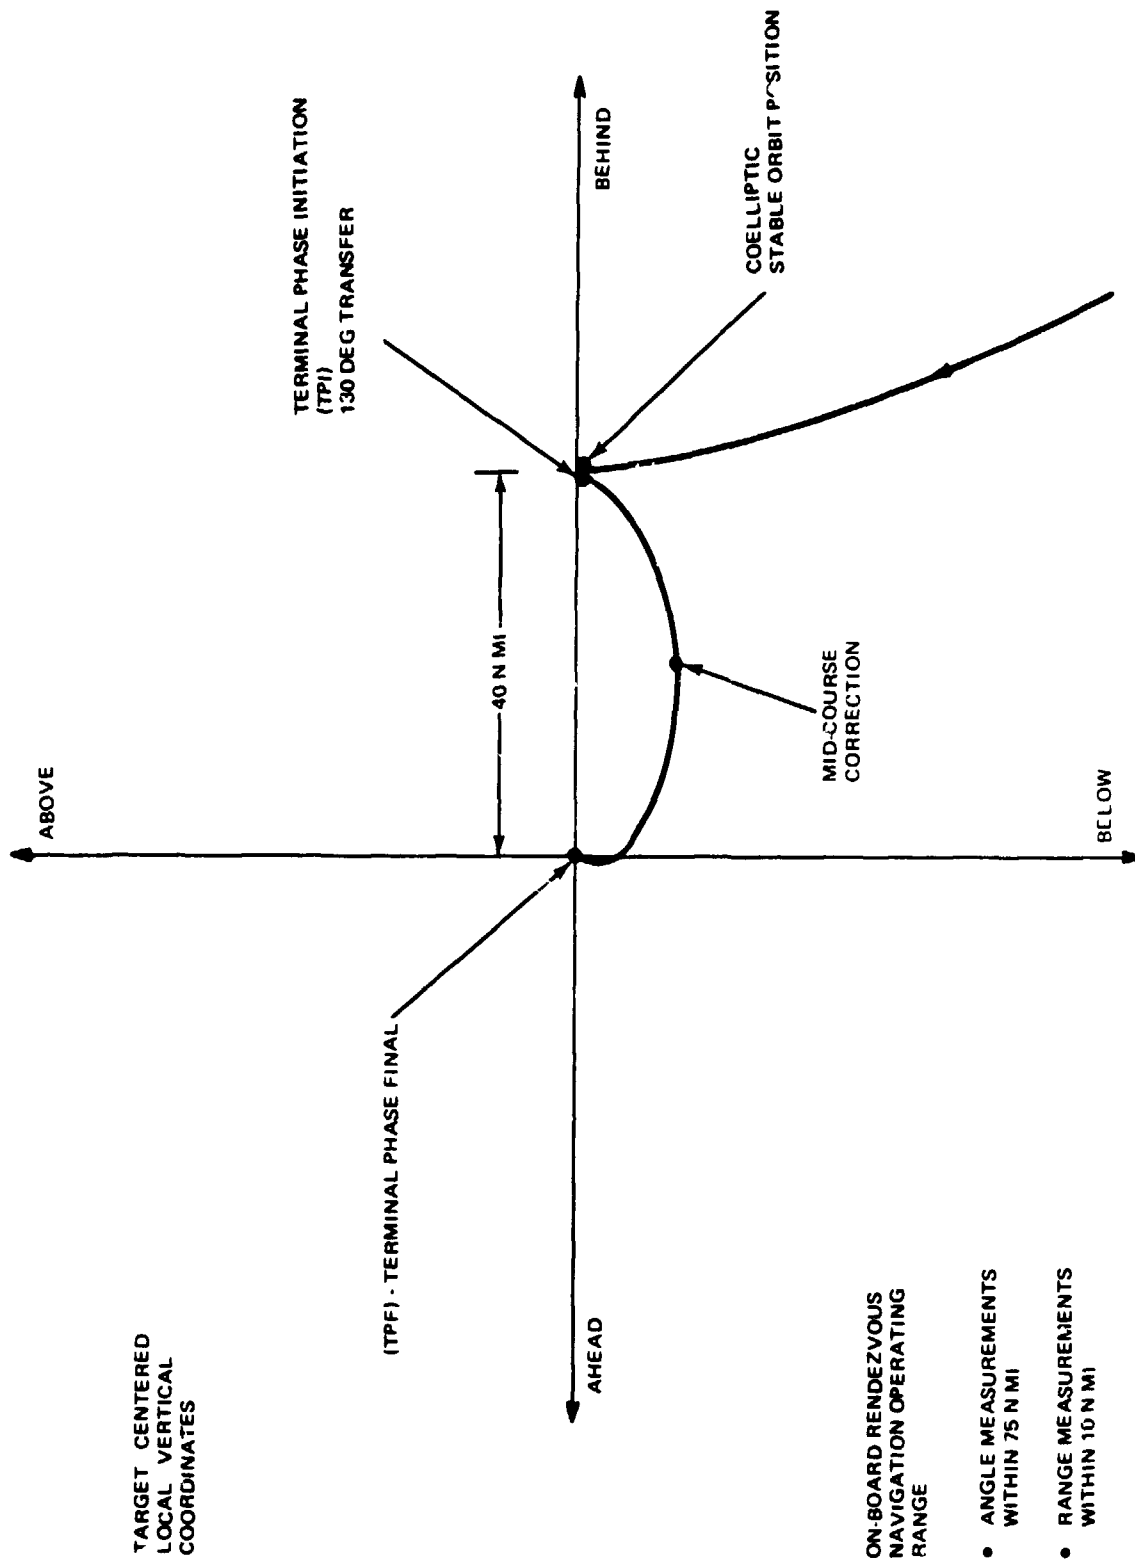 TARGET CENTERED
LOCAL VERTICAL
COORDINATES
ABOVE
TERMINAL PHASE INITIATION
(TPI)
130 DEG TRANSFER
40 N MI
(TPF) - TERMINAL PHASE FINAL
AHEAD
BEHIND
COELLIPTIC
STABLE ORBIT POSITION
MID-COURSE
CORRECTION
BELOW
ON-BOARD RENDEZVOUS
NAVIGATION OPERATING
RANGE
• ANGLE MEASUREMENTS
WITHIN 75 N MI
• RANGE MEASUREMENTS
WITHIN 10 N MI